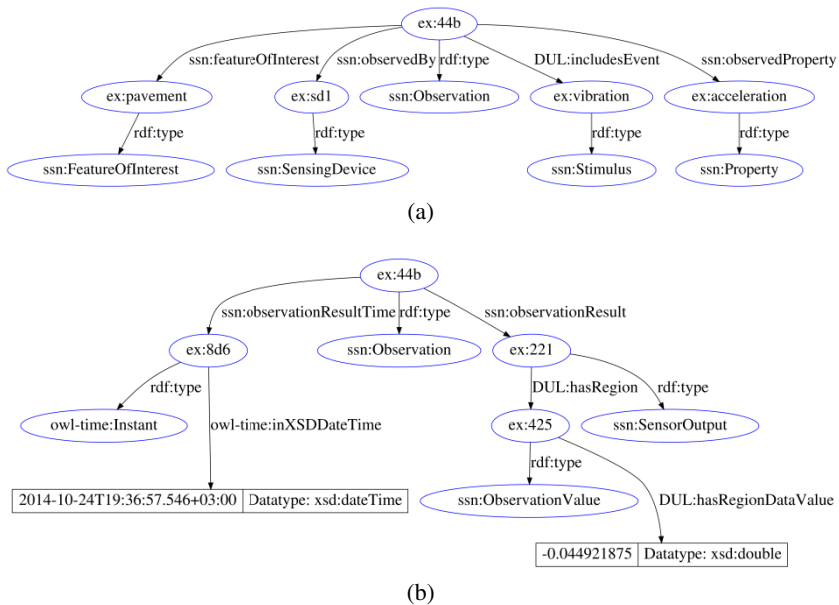 ex:44b
ssn:featureOfInterest ssn:observedBy rdf:type DUL:includesEvent ssn:observedProperty
ex:pavement ex:sd1 ssn:Observation ex:vibration ex:acceleration
rdf:type rdf:type rdf:type rdf:type
ssn:FeatureOfInterest ssn:SensingDevice ssn:Stimulus ssn:Property
(a)
ex:44b
ssn:observationResultTime rdf:type ssn:observationResult
ex:8d6 ssn:Observation ex:221
rdf:type DUL:hasRegion rdf:type
owl-time:Instant owl-time:inXSDDateTime ex:425 ssn:SensorOutput
rdf:type
2014-10-24T19:36:57.546+03:00 Datatype: xsd:dateTime ssn:ObservationValue DUL:hasRegionDataValue
-0.044921875 Datatype: xsd:double
(b)